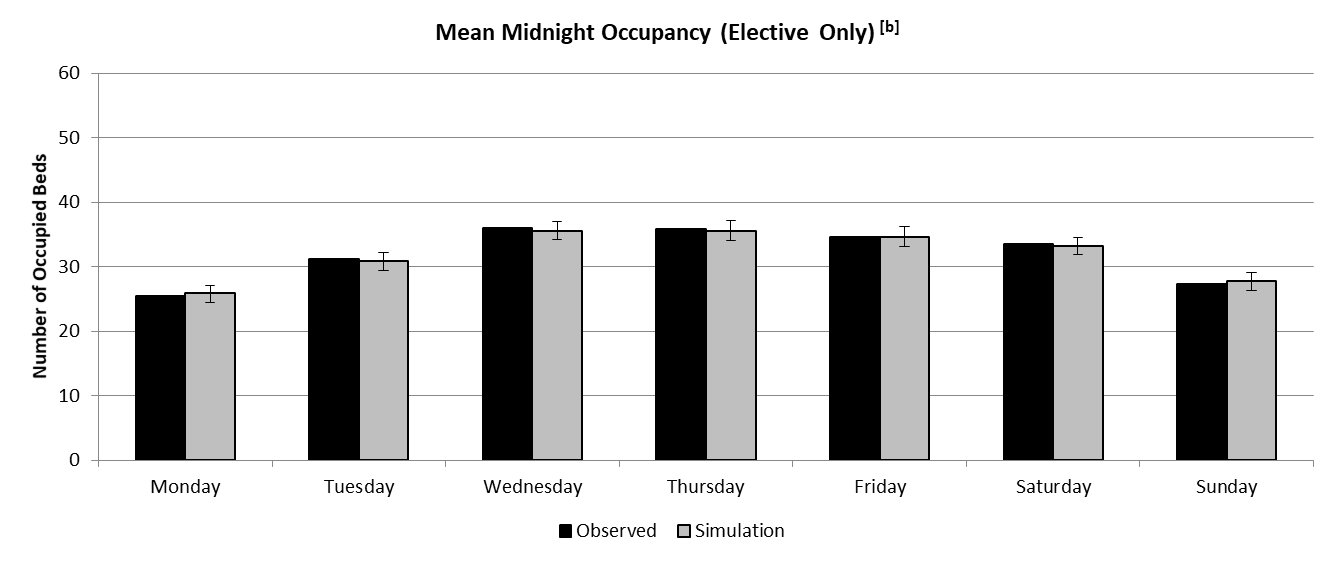 Mean Midnight Occupancy (Elective Only) [b]
Number of Occupied Beds
60
50
40
30
20
10
0
Monday Tuesday Wednesday Thursday Friday Saturday Sunday
Observed Simulation